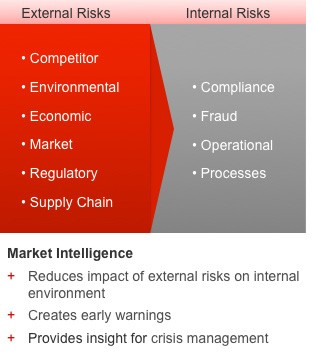 External Risks
Internal Risks
• Competitor
• Environmental
• Economic
• Market
• Regulatory
• Supply Chain
• Compliance
• Fraud
• Operational
• Processes
Market Intelligence
+ Reduces impact of external risks on internal
environment
+ Creates early warnings
+ Provides insight for crisis management